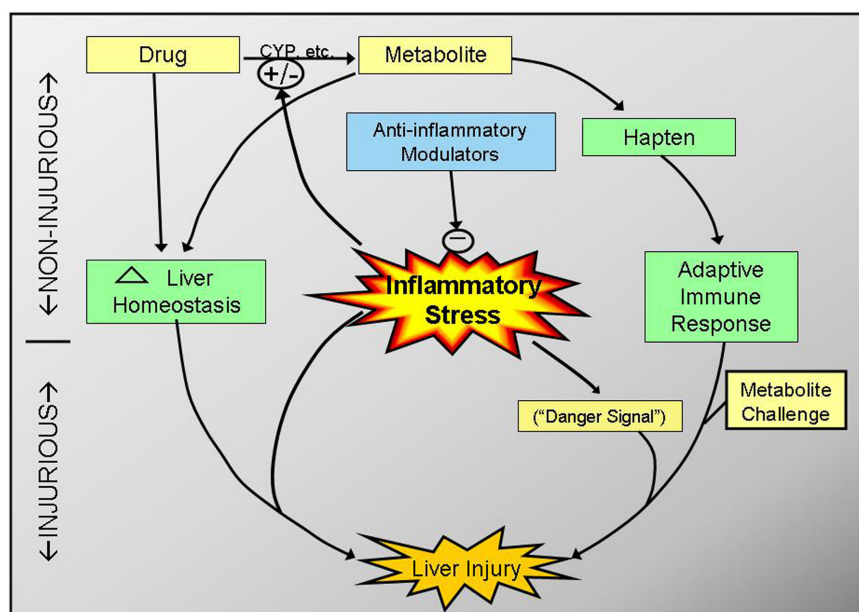 Drug
CYP, etc.
+/-
Metabolite
Anti-inflammatory
Modulators
Hapten
←NON-INJURIOUS→
−
△ Liver
Homeostasis
Inflammatory
Stress
Adaptive
Immune
Response
("Danger Signal")
Metabolite
Challenge
←INJURIOUS→
Liver Injury